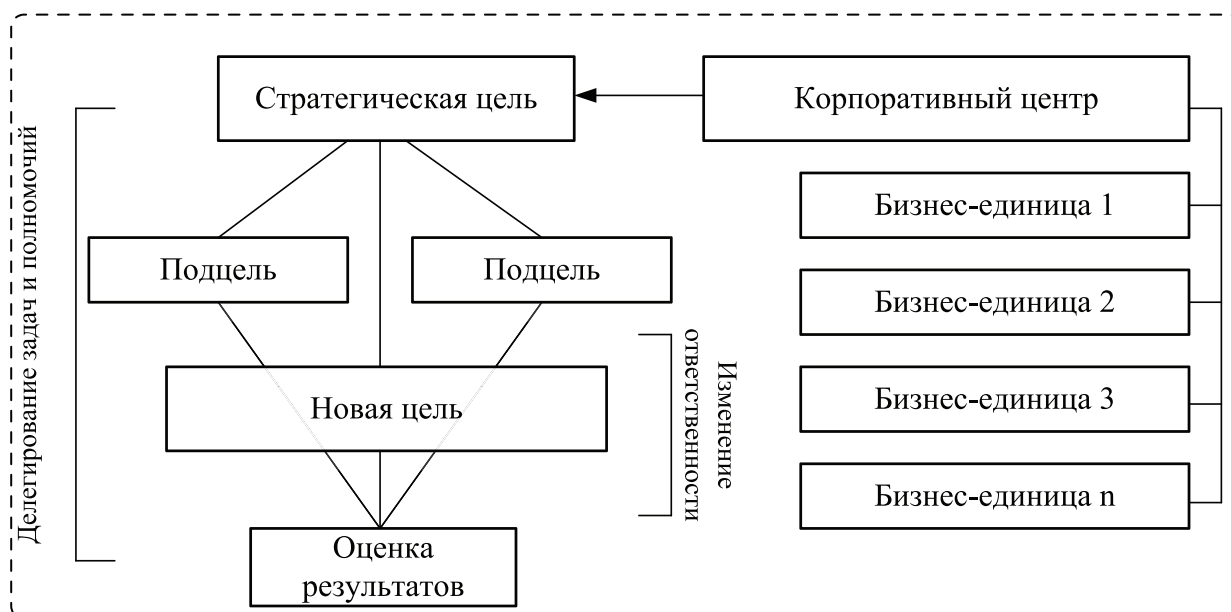 Стратегическая цель
Корпоративный центр
Делегирование задач и полномочий
Бизнес-единица 1
Подцель
Подцель
Бизнес-единица 2
Изменение
ответственности
Бизнес-единица 3
Новая цель
Бизнес-единица n
Оценка
результатов